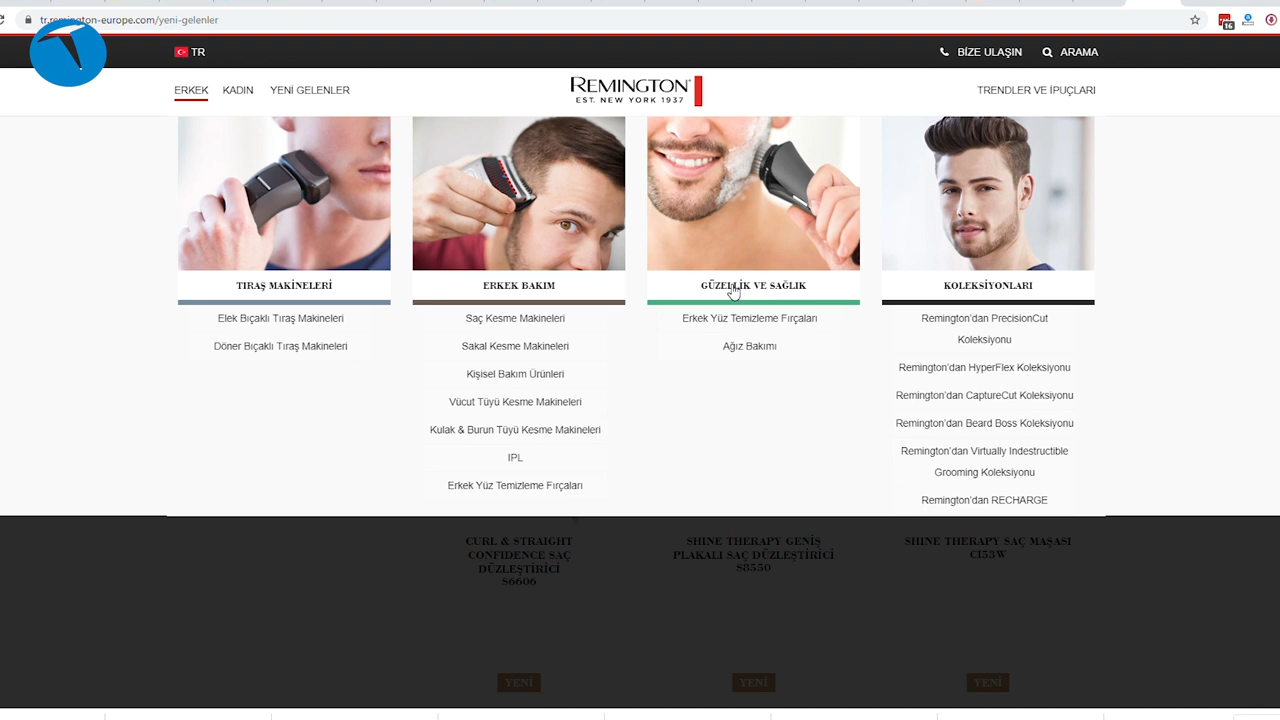 tr.remington-europe.com/yeni-gelenler
16
TR
BİZE ULAŞIN
ARAMA
ERKEK
KADIN
YENİ GELENLER
REMINGTON
EST. NEW YORK 1937
TRENDLER VE İPUÇLARI
TIRAŞ MAKİNELERİ
Elek Bıçaklı Tıraş Makineleri
Döner Bıçaklı Tıraş Makineleri
ERKEK BAKIM
Saç Kesme Makineleri
Sakal Kesme Makineleri
Kişisel Bakım Ürünleri
Vücut Tüyü Kesme Makineleri
Kulak & Burun Tüyü Kesme Makineleri
IPL
Erkek Yüz Temizleme Fırçaları
GÜZELLİK VE SAĞLIK
Erkek Yüz Temizleme Fırçaları
Ağız Bakımı
KOLEKSİYONLARI
Remington'dan PrecisionCut
Koleksiyonu
Remington'dan HyperFlex Koleksiyonu
Remington'dan CaptureCut Koleksiyonu
Remington'dan Beard Boss Koleksiyonu
Remington'dan Virtually Indestructible
Grooming Koleksiyonu
Remington'dan RECHARGE
CURL & STRAIGHT
CONFIDENCE SAÇ
DÜZLEŞTİRİCİ
S6606
SHINE THERAPY GENİŞ
PLAKALI SAÇ DÜZLEŞTİRİCİ
S8550
SHINE THERAPY SAÇ MAŞASI
CI53W
YENİ
YENİ
YENİ